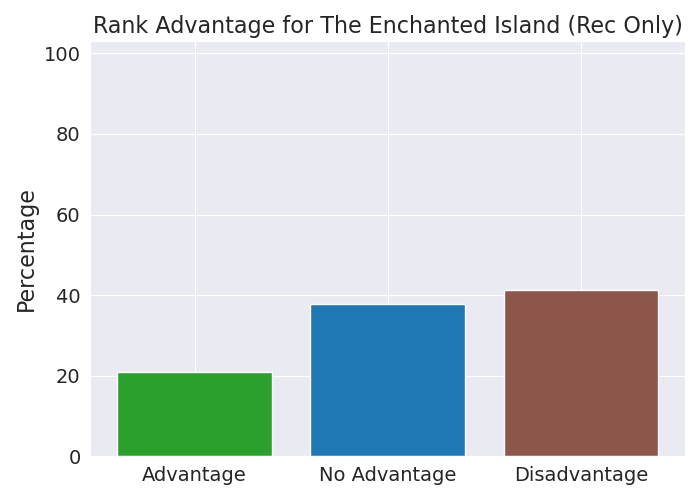 Rank Advantage for The Enchanted Island (Rec Only)
100
80
60
40
20
0
Percentage
Advantage
No Advantage
Disadvantage